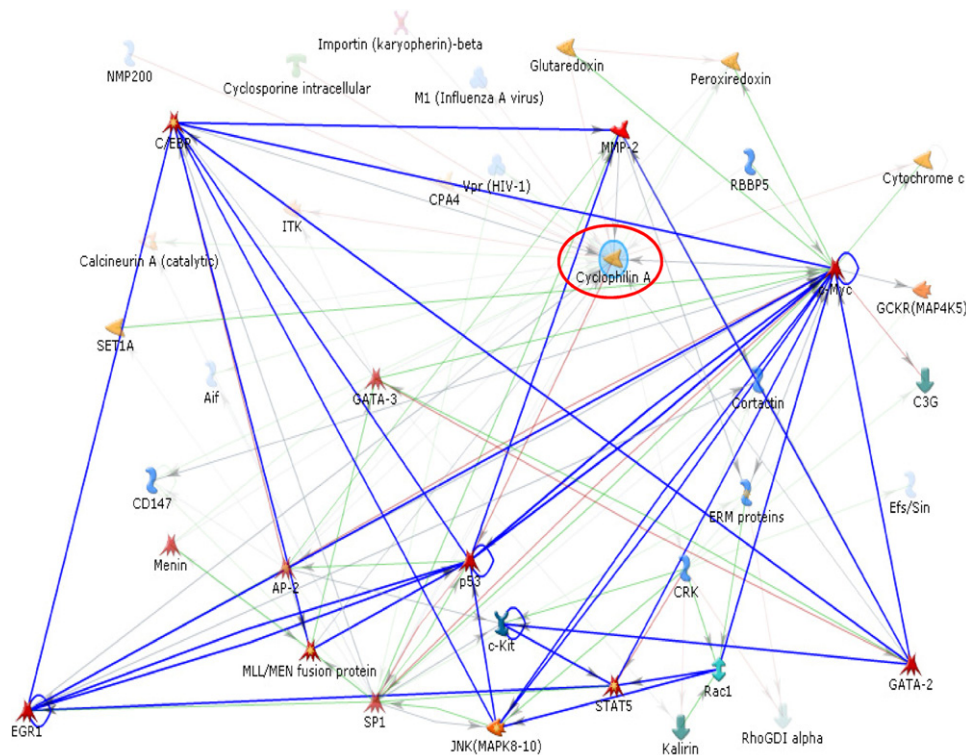 Importin (karyopherin)-beta
NMP200
Glutaredoxin
Cyclosporine intracellular
Peroxiredoxin
M1 (Influenza A virus)
C/EBP
MMP-2
RBBP5
Cytochrome c
Vpr (HIV-1)
CPA4
ITK
Calcineurin A (catalytic)
Cyclophilin A
c-Myc
GCKR(MAP4K5)
SET1A
Aif
GATA-3
Cortactin
C3G
CD147
ERM proteins
Efs/Sin
Menin
AP-2
p53
CRK
c-Kit
MLL/MEN fusion protein
GATA-2
Rac1
STAT5
EGR1
SP1
JNK(MAPK8-10)
Kalirin
RhoGDI alpha